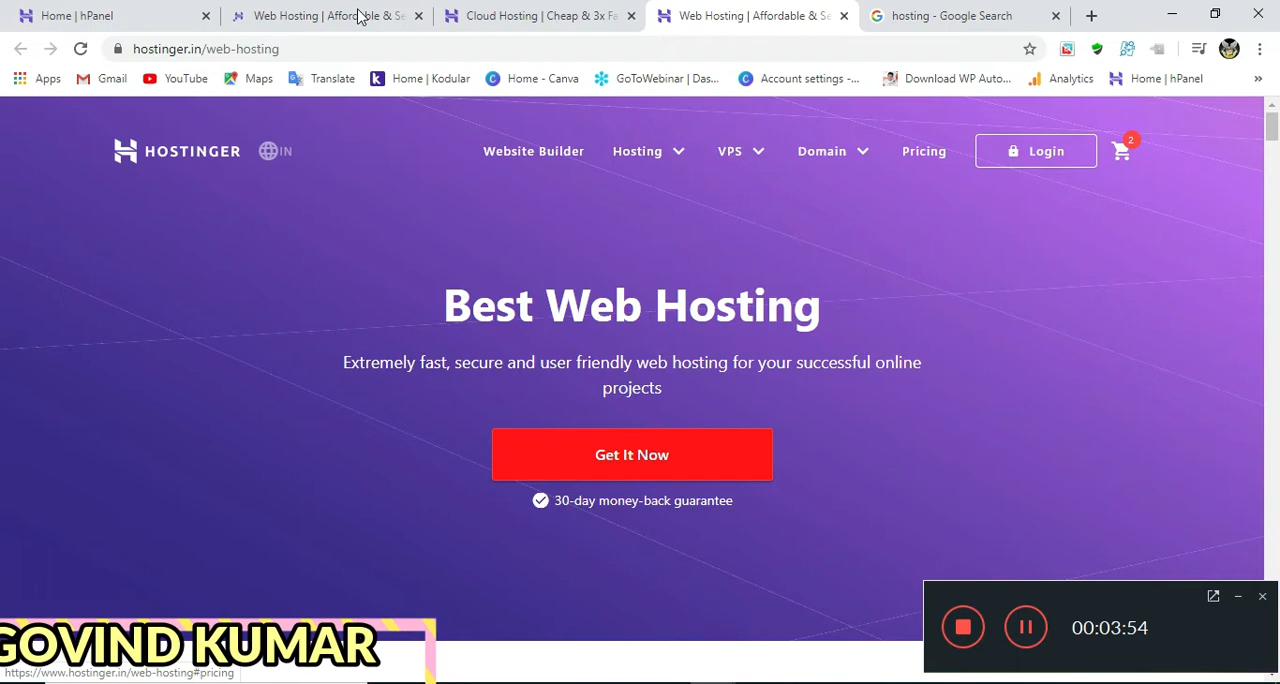 Home | hPanel
Web Hosting | Affordable & Se
Cloud Hosting | Cheap & 3x Fa
Web Hosting | Affordable & Se
hosting - Google Search
hostinger.in/web-hosting
Apps
Gmail
YouTube
Maps
Translate
Home | Kodular
Home - Canva
GoToWebinar | Das...
Account settings -...
Download WP Auto...
Analytics
Home | hPanel
HOSTINGER
IN
Website Builder
Hosting
VPS
Domain
Pricing
Login
2
Best Web Hosting
Extremely fast, secure and user friendly web hosting for your successful online
projects
Get It Now
30-day money-back guarantee
00:03:54
GOVIND KUMAR
https://www.hostinger.in/web-hosting#pricing